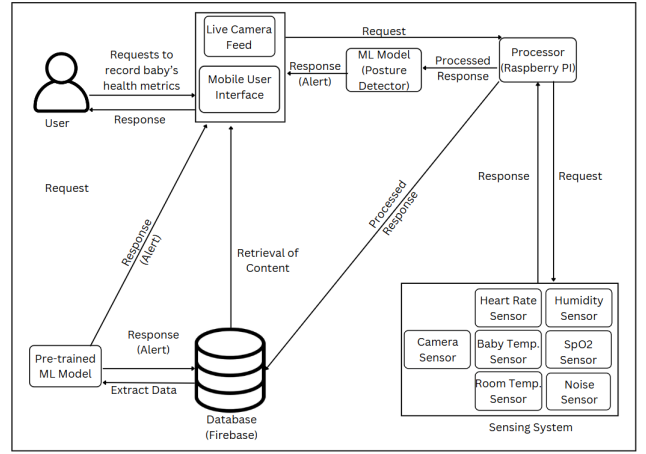 Live Camera
Feed
Mobile User
Interface
Requests to
record baby's
health metrics
Response
User
Request
Response
(Alert)
ML Model
(Posture
Detector)
Processed
Response
Processor
(Raspberry PI)
Request
Response
(Alert)
Retrieval of
Content
Processed
Response
Response
Request
Pre-trained
ML Model
Response
(Alert)
Extract Data
Database
(Firebase)
Heart Rate
Sensor
Humidity
Sensor
Camera
Sensor
Baby Temp.
Sensor
SpO2
Sensor
Room Temp.
Sensor
Noise
Sensor
Sensing System